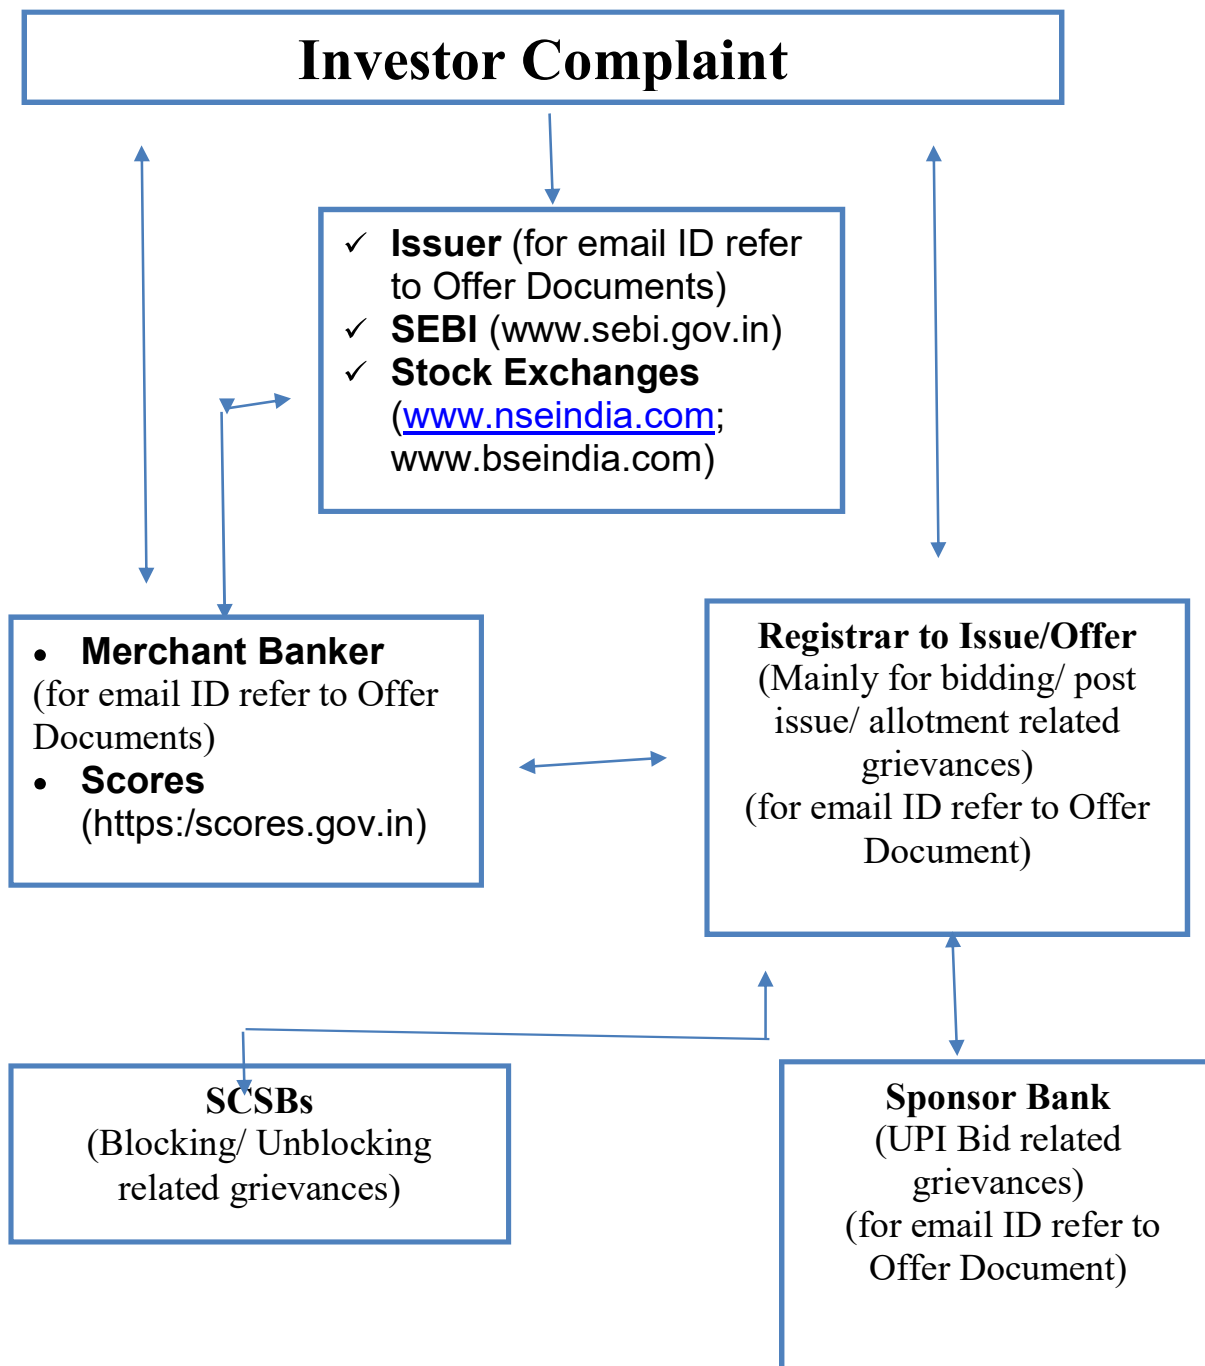 Investor Complaint
✓ Issuer (for email ID refer
to Offer Documents)
✓ SEBI (www.sebi.gov.in)
✓ Stock Exchanges
(www.nseindia.com;
www.bseindia.com)
• Merchant Banker
(for email ID refer to Offer
Documents)
• Scores
(https:/scores.gov.in)
Registrar to Issue/Offer
(Mainly for bidding/ post
issue/ allotment related
grievances)
(for email ID refer to Offer
Document)
SCSBs
(Blocking/ Unblocking
related grievances)
Sponsor Bank
(UPI Bid related
grievances)
(for email ID refer to
Offer Document)